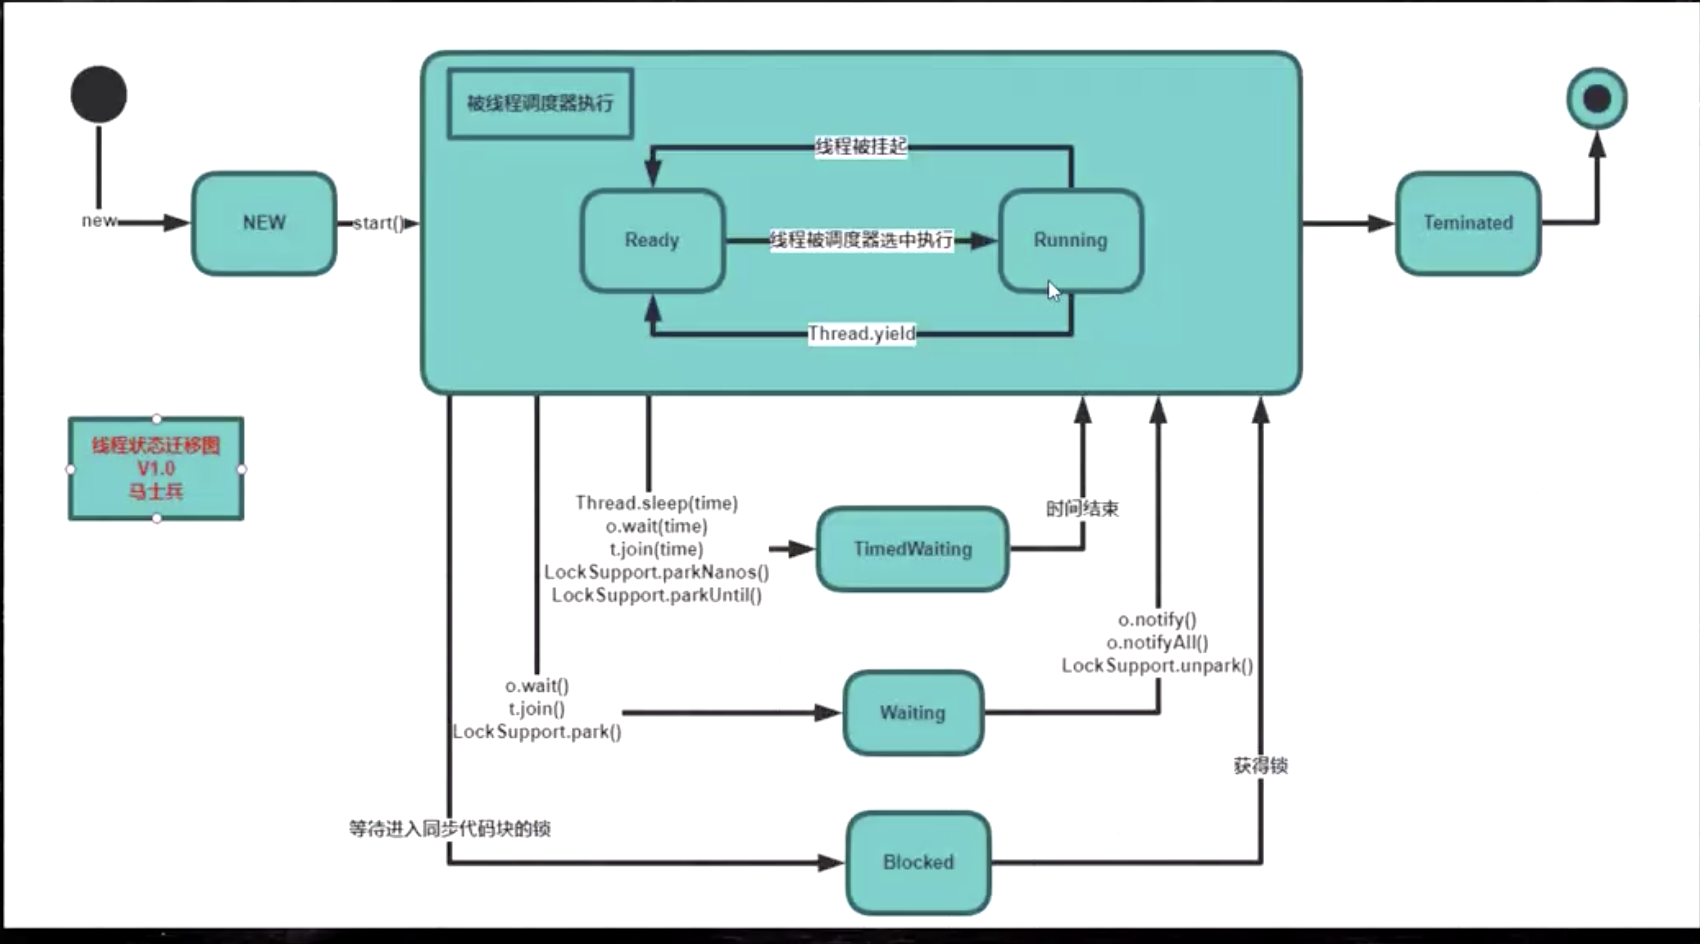 被线程调度器执行
线程被挂起
new
NEW
start()
Ready
线程被调度器选中执行
Running
Teminated
Thread.yield
线程状态迁移图
V1.0
马士兵
Thread.sleep(time)
o.wait(time)
t.join(time)
LockSupport.parkNanos()
LockSupport.parkUntil()
TimedWaiting
时间结束
o.notify()
o.notifyAll()
LockSupport.unpark()
o.wait()
t.join()
LockSupport.park()
Waiting
获得锁
等待进入同步代码块的锁
Blocked